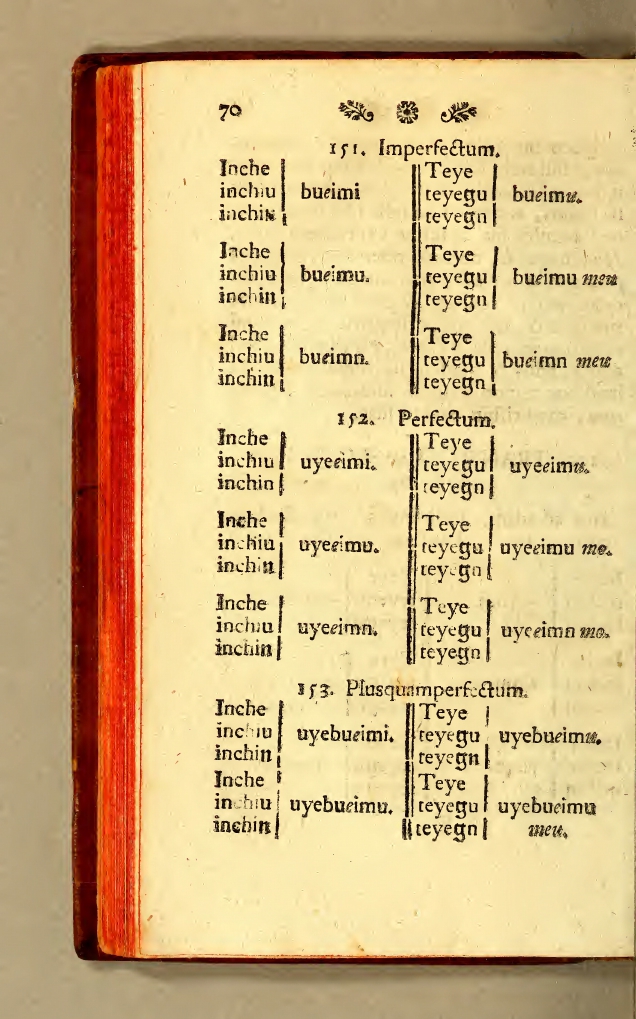 70
151. Imperfectum.
Inche Teye
inchiu bueimi teyegu bueimu.
inchin teyegn
Inche Teye
inchiu bueimu. teyegu bueimu meu
inchin teyegn
Inche Teye
inchiu bueimn. teyegu bueimn meu
inchin teyegn
152. Perfectum.
Inche Teye
inchiu uyeeimi. teyegu uyeeimu.
inchin teyegn
Inche Teye
inchiu uyeeimu. teyegu uyeeimu mo.
inchin teyegn
Inche Teye
inchiu uyeeimn. teyegu uyeeimn mo.
inchin teyegn
153. Plusquamperfectum.
Inche Teye
inchiu uyebueimi. teyegu uyebueimu.
inchin teyegn
Inche Teye
inchiu uyebueimu. teyegu uyebueimu
inchin teyegn meu.